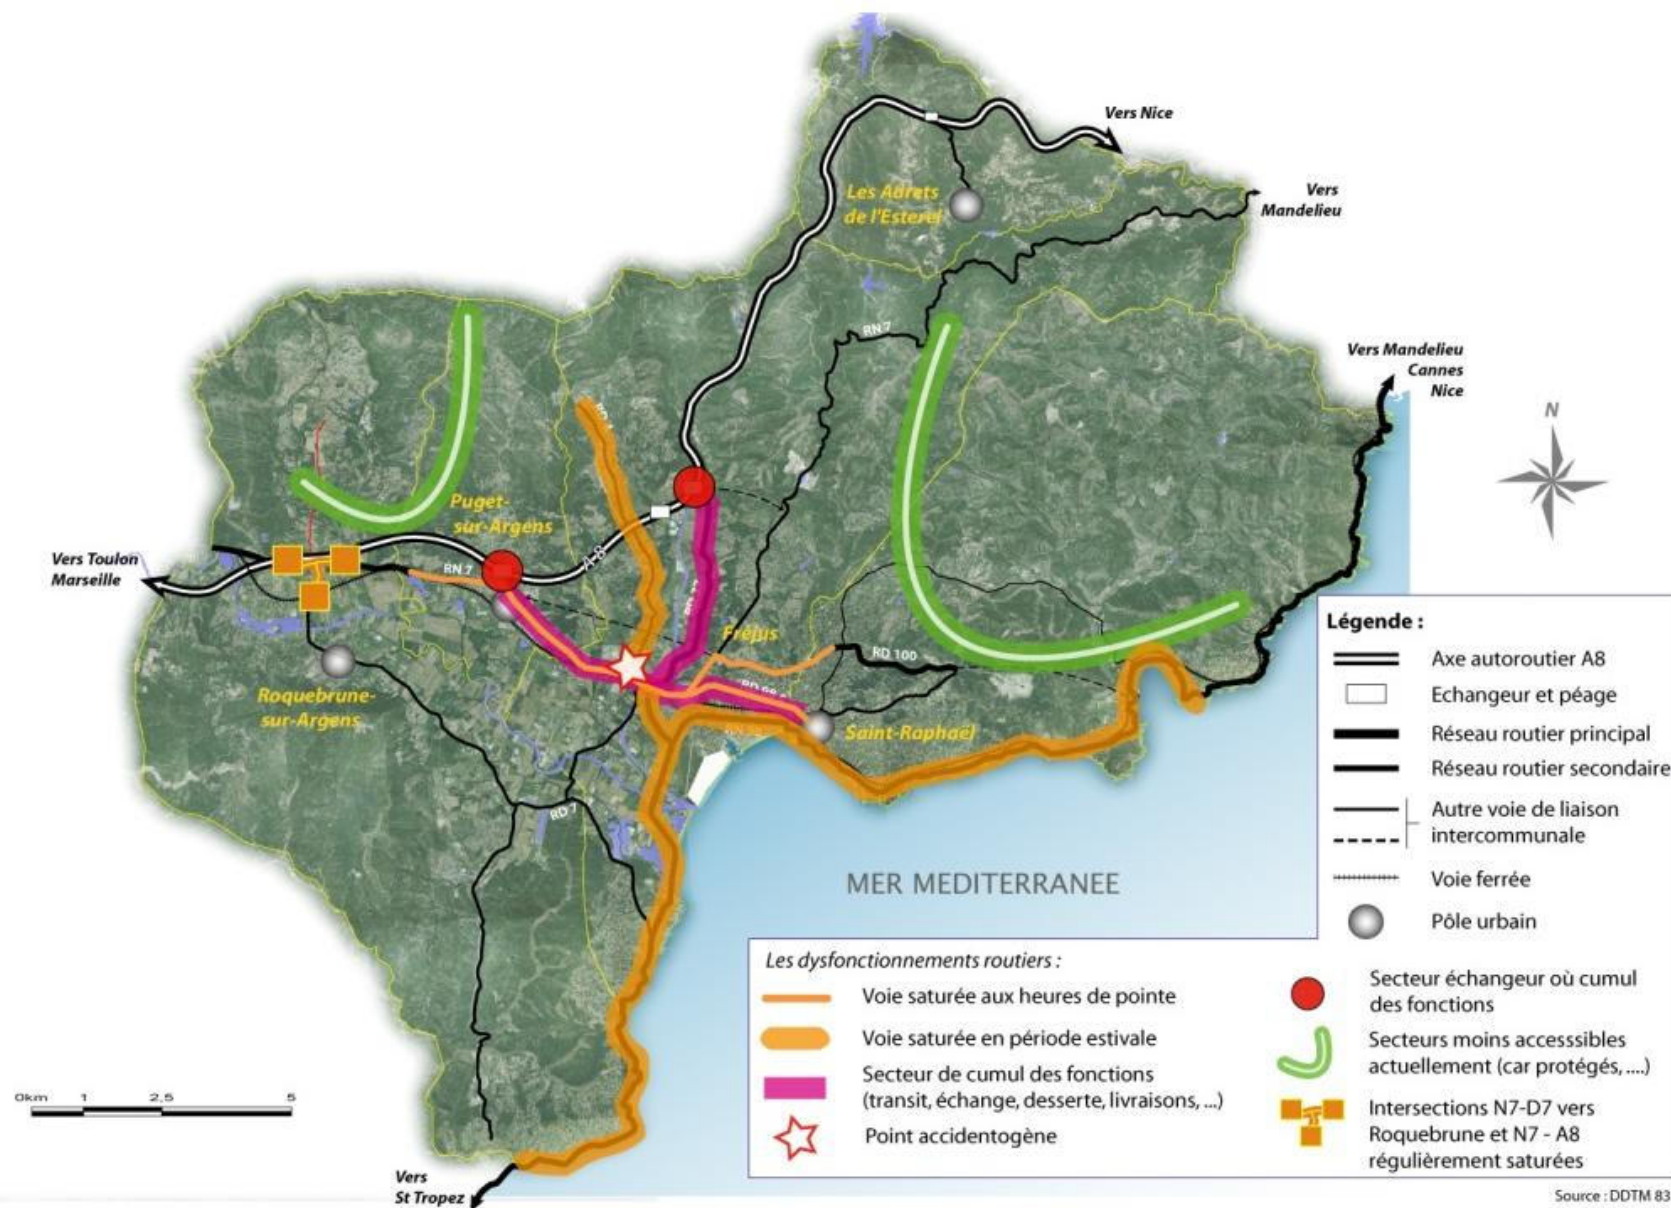 Vers Nice
Les Adrets
de l'Esterel
Vers
Mandelieu
RN 7
Vers Mandelieu
Cannes
Nice
N
Puget-
sur-Argens
A 8
Vers Toulon
Marseille
RN 7
Fréjus
RD 100
Roquebrune-
sur-Argens
Saint-Raphaël
RD 7
MER MEDITERRANEE
Vers
St Tropez
0km 1 2,5 5
Légende :
Axe autoroutier A8
Echangeur et péage
Réseau routier principal
Réseau routier secondaire
Autre voie de liaison
intercommunale
Voie ferrée
Pôle urbain
Les dysfonctionnements routiers :
Voie saturée aux heures de pointe
Voie saturée en période estivale
Secteur de cumul des fonctions
(transit, échange, desserte, livraisons, ...)
Point accidentogène
Secteur échangeur où cumul
des fonctions
Secteurs moins accesssibles
actuellement (car protégés, ....)
Intersections N7-D7 vers
Roquebrune et N7 - A8
régulièrement saturées
Source : DDTM 83